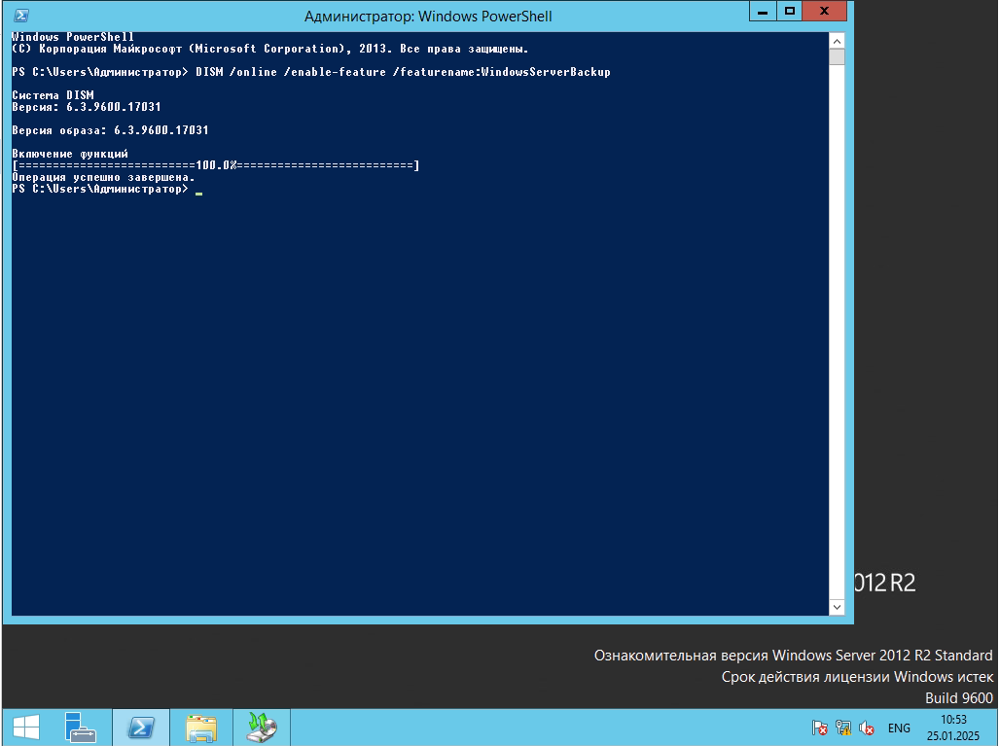 Администратор: Windows PowerShell
Windows PowerShell
(C) Корпорация Майкрософт (Microsoft Corporation), 2013. Все права защищены.
PS C:\Users\Администратор> DISM /online /enable-feature /featurename:WindowsServerBackup
Cистема DISM
Версия: 6.3.9600.17031
Версия образа: 6.3.9600.17031
Включение функций
[==========================100.0%==========================]
Операция успешно завершена.
PS C:\Users\Администратор>
012 R2
Ознакомительная версия Windows Server 2012 R2 Standard
Срок действия лицензии Windows истек
Build 9600
ENG
10:53
25.01.2025